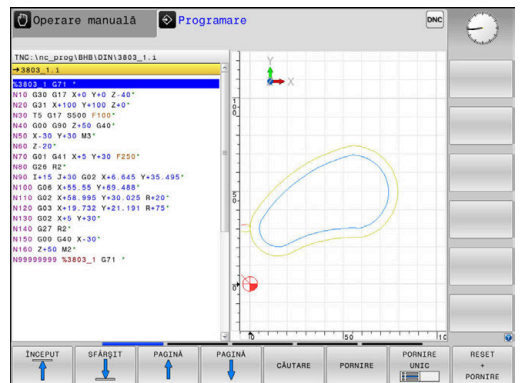 Operare manuală
Programare
DNC
TNC:\nc_prog\BHB\DIN\3803_1.i
→3803_1.i
%3803_1 G71 *
N10 G30 G17 X+0 Y+0 Z-40*
N20 G31 X+100 Y+100 Z+0*
N30 T5 G17 S500 F100*
N40 G00 G90 Z+50 G40*
N50 X-30 Y+30 M3*
N60 Z-20*
N70 G01 G41 X+5 Y+30 F250*
N80 G26 R2*
N90 I+15 J+30 G02 X+6.645 Y+35.495*
N100 G06 X+55.55 Y+69.488*
N110 G02 X+58.995 Y+30.025 R+20*
N120 G03 X+19.732 Y+21.191 R+75*
N130 G02 X+5 Y+30*
N140 G27 R2*
N150 G00 G40 X-30*
N160 Z+50 M2*
N99999999 %3803_1 G71 *
Y
X
100
50
0
0
50
ÎNCEPUT
SFÂRŞIT
PAGINĂ
PAGINĂ
CĂUTARE
PORNIRE
PORNIRE
UNIC
RESET
+
PORNIRE